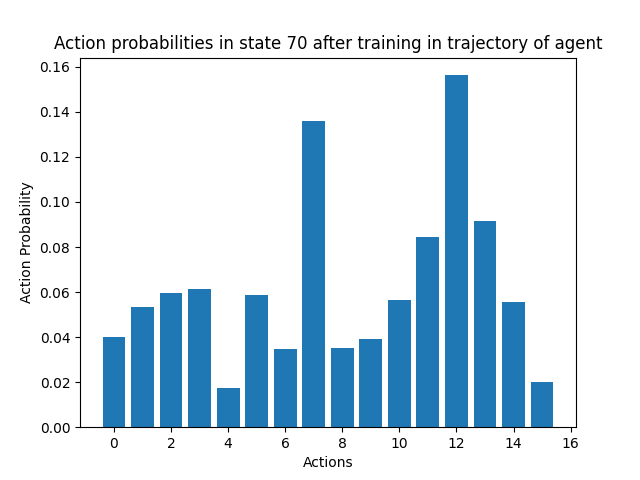 Action probabilities in state 70 after training in trajectory of agent
0.16
0.14
0.12
0.10
0.08
0.06
0.04
0.02
0.00
Action Probability
0 2 4 6 8 10 12 14 16
Actions